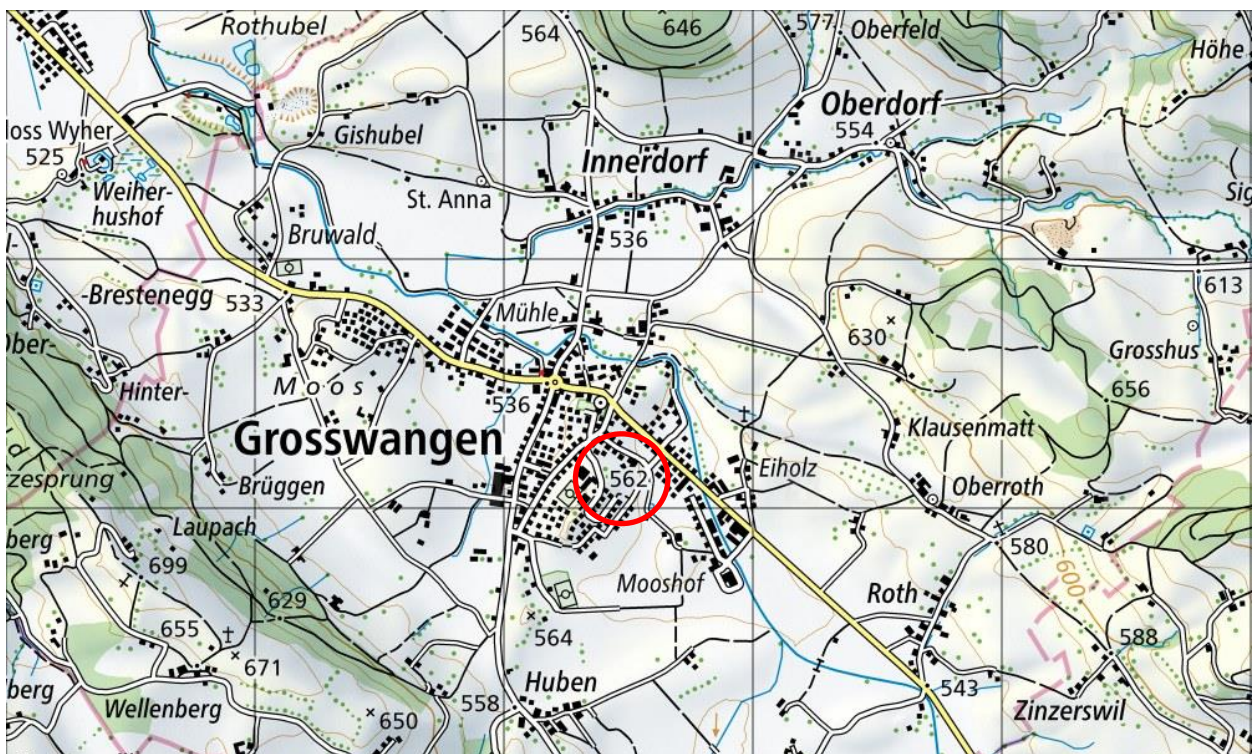 Rothubel
564
646
577
Oberfeld
Höhe
loss Wyher
525
Weiher-
hushof
Gishubel
St. Anna
Innerdorf
Oberdorf
554
Sig
Bruwald
536
-Brestenegg
533
613
Mühle
630
Ober-
Hinter-
Moos
536
Grosshus
656
Grosswangen
Klausenmatt
zesprung
Brüggen
562
Eiholz
Oberroth
Laupach
berg
699
580
629
Mooshof
Roth
600
655
671
564
588
lberg
Wellenberg
650
558
Huben
543
Zinzerswil